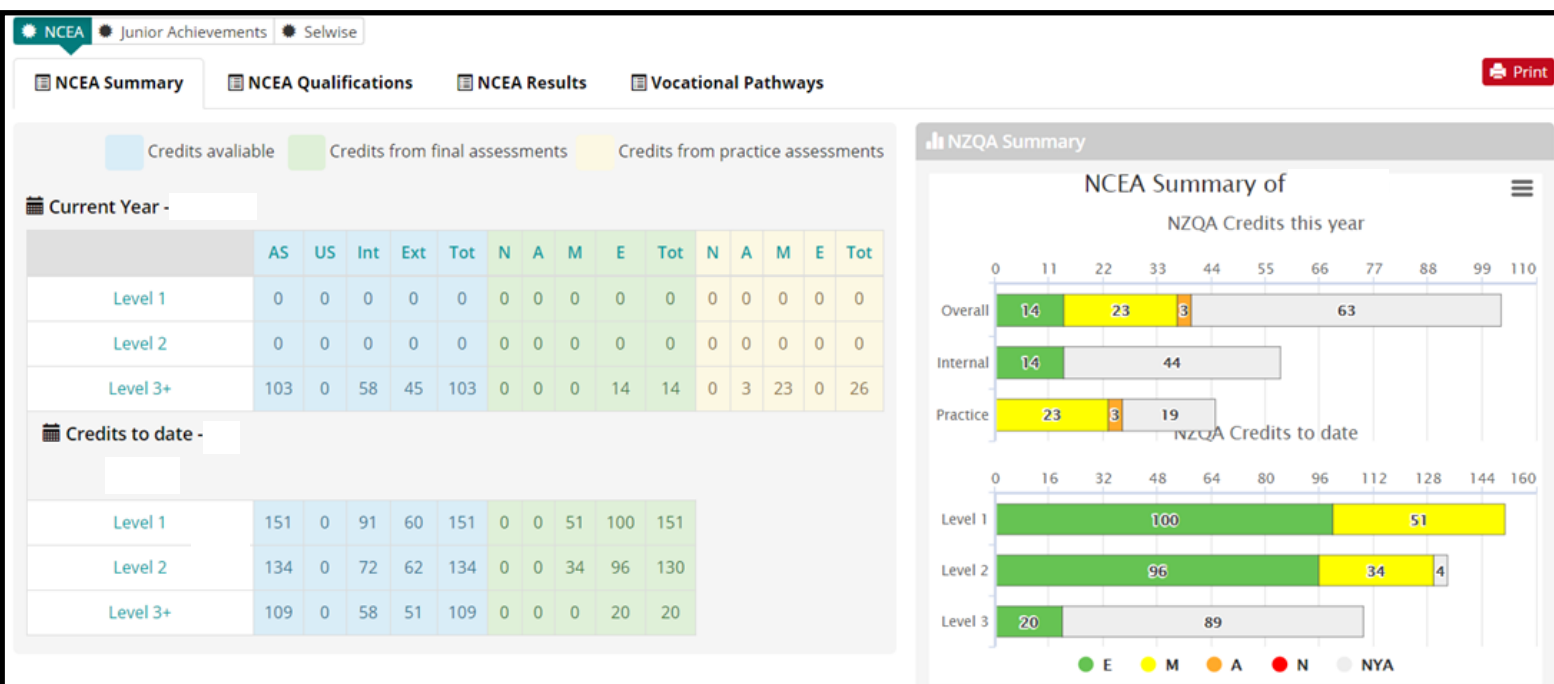 NCEA Junior Achievements Selwise
NCEA Summary NCEA Qualifications NCEA Results Vocational Pathways
Print
Credits avaliable Credits from final assessments Credits from practice assessments
Current Year -
AS US Int Ext Tot N A M E Tot N A M E Tot
Level 1 0 0 0 0 0 0 0 0 0 0 0 0 0 0 0
Level 2 0 0 0 0 0 0 0 0 0 0 0 0 0 0 0
Level 3+ 103 0 58 45 103 0 0 0 14 14 0 3 23 0 26
Credits to date -
Level 1 151 0 91 60 151 0 0 51 100 151
Level 2 134 0 72 62 134 0 0 34 96 130
Level 3+ 109 0 58 51 109 0 0 0 20 20
NZQA Summary
NCEA Summary of
NZQA Credits this year
0 11 22 33 44 55 66 77 88 99 110
Overall 14 23 3 63
Internal 14 44
Practice 23 3 19
NZQA Credits to date
0 16 32 48 64 80 96 112 128 144 160
Level 1 100 51
Level 2 96 34 4
Level 3 20 89
E M A N NYA